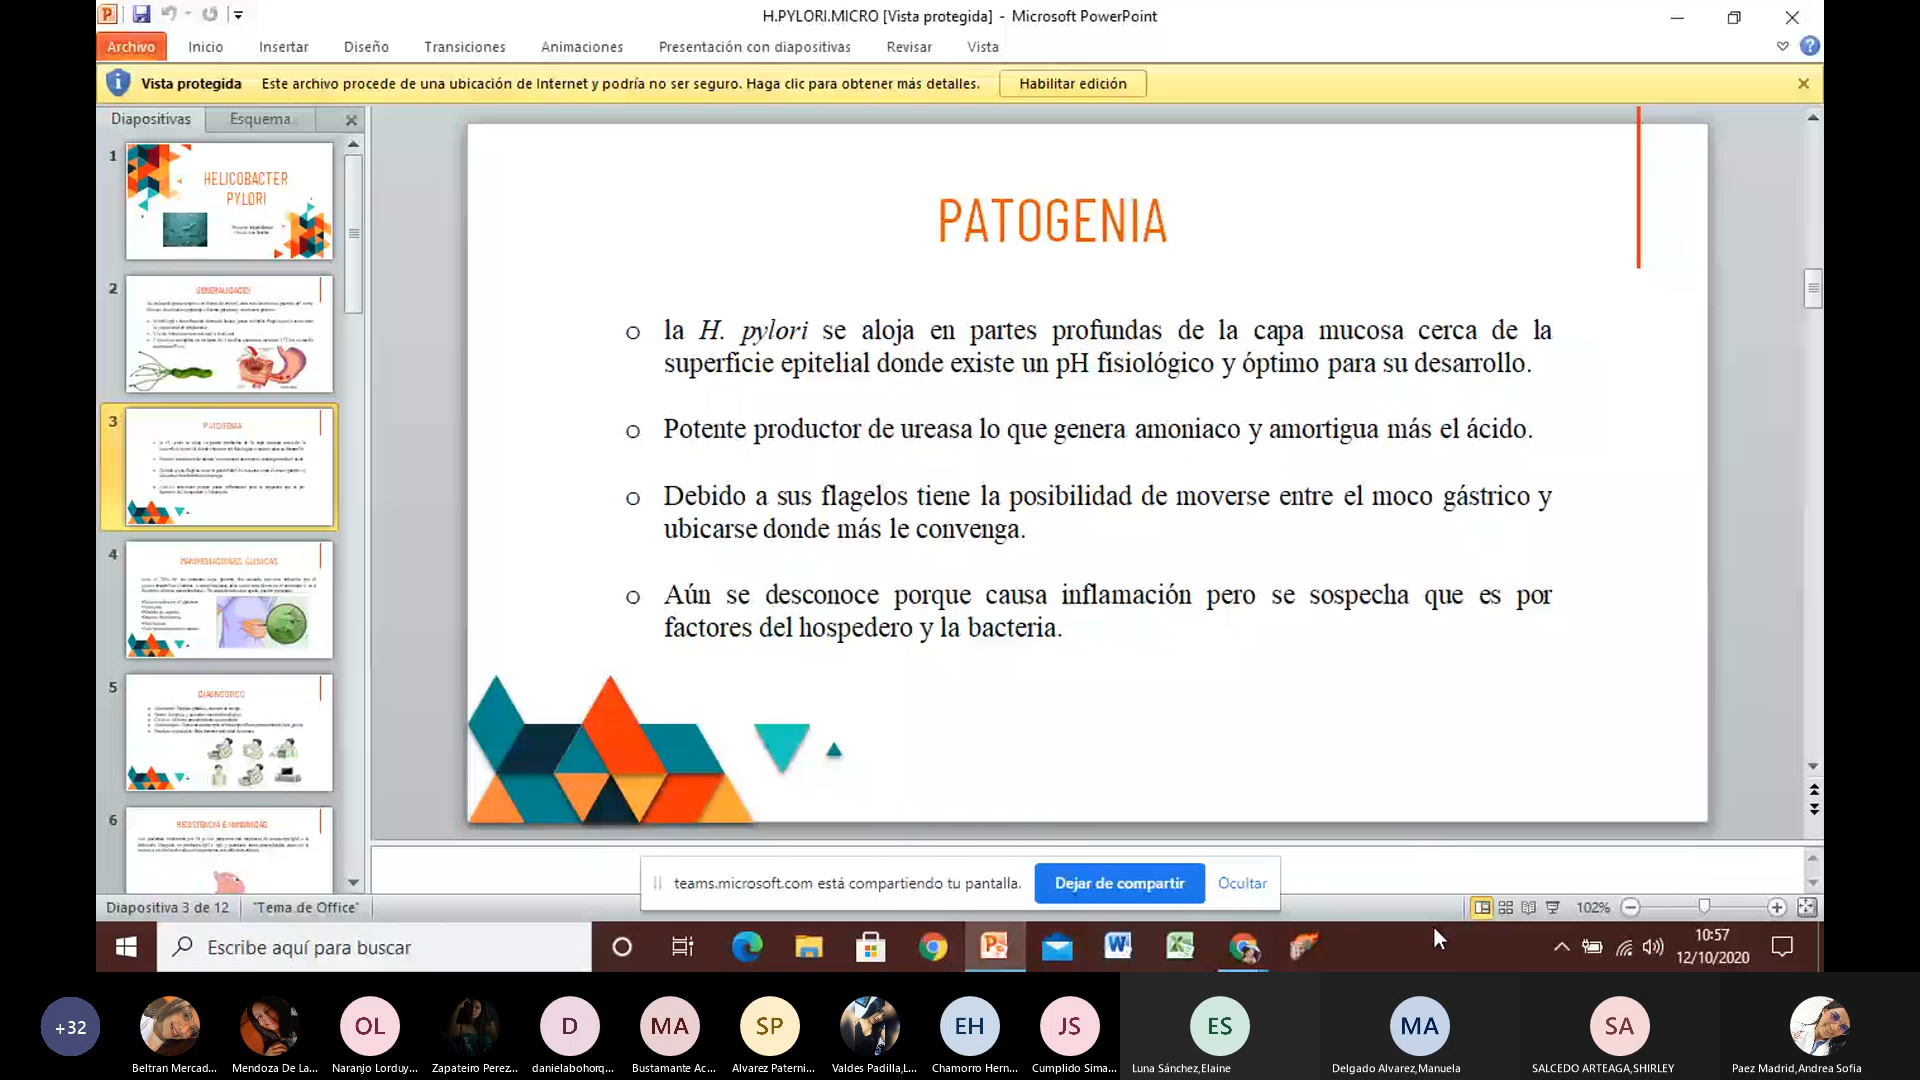 H.PYLORI.MICRO [Vista protegida] - Microsoft PowerPoint
Archivo Inicio Insertar Diseño Transiciones Animaciones Presentación con diapositivas Revisar Vista
Vista protegida Este archivo procede de una ubicación de Internet y podría no ser seguro. Haga clic para obtener más detalles. Habilitar edición
Diapositivas Esquema
1
HELICOBACTER
PYLORI
2
GENERALIDADES
3
PATOGENIA
4
MANIFESTACIONES CLINICAS
5
DIAGNOSTICO
6
RESISTENCIA E INMUNIDAD
PATOGENIA
o la H. pylori se aloja en partes profundas de la capa mucosa cerca de la
superficie epitelial donde existe un pH fisiológico y óptimo para su desarrollo.
o Potente productor de ureasa lo que genera amoniaco y amortigua más el ácido.
o Debido a sus flagelos tiene la posibilidad de moverse entre el moco gástrico y
ubicarse donde más le convenga.
o Aún se desconoce porque causa inflamación pero se sospecha que es por
factores del hospedero y la bacteria.
teams.microsoft.com está compartiendo tu pantalla. Dejar de compartir Ocultar
Diapositiva 3 de 12 "Tema de Office" 102%
Escribe aquí para buscar
10:57
12/10/2020
+32 OL D MA SP EH JS ES MA SA
Beltran Mercad... Mendoza De La... Naranjo Lorduy... Zapateiro Perez... danielabohorq... Bustamante Ac... Alvarez Paterni... Valdes Padilla,L... Chamorro Hern... Cumplido Sima... Luna Sánchez,Elaine Delgado Alvarez,Manuela SALCEDO ARTEAGA,SHIRLEY Paez Madrid,Andrea Sofia